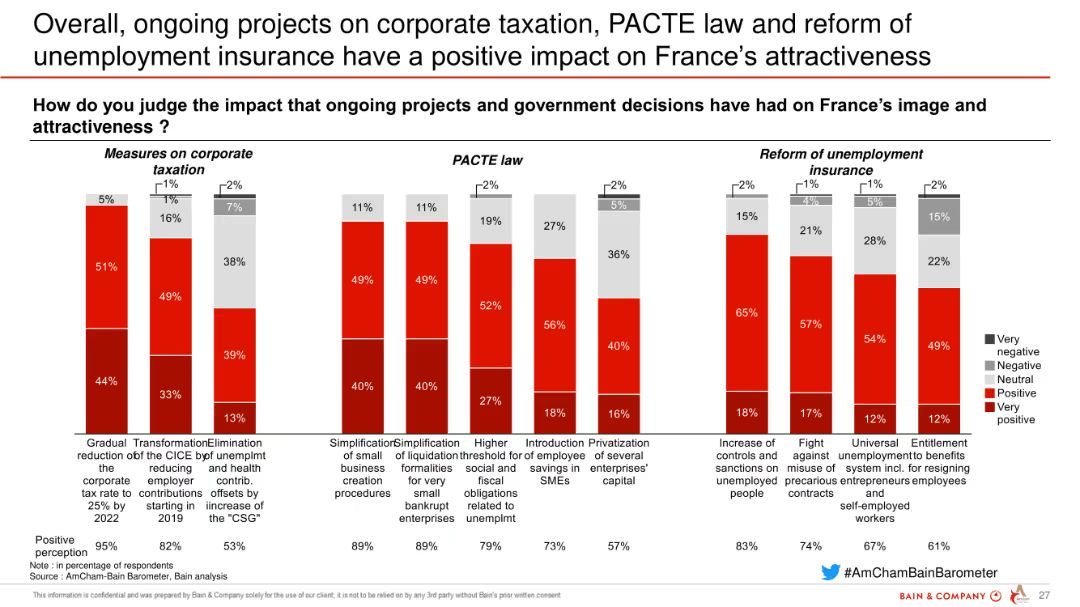 Overall, ongoing projects on corporate taxation, PACTE law and reform of
unemployment insurance have a positive impact on France's attractiveness
How do you judge the impact that ongoing projects and government decisions have had on France's image and
attractiveness ?
Measures on corporate
taxation
1%
2%
5%
1%
7%
16%
38%
51%
49%
39%
44%
33%
13%
PACTE law
2%
2%
11%
11%
19%
27%
5%
36%
49%
49%
52%
56%
40%
40%
40%
27%
18%
16%
Reform of unemployment
insurance
2%
1%
1%
2%
15%
4%
5%
15%
21%
28%
22%
65%
57%
54%
49%
18%
17%
12%
12%
Very
negative
Negative
Neutral
Positive
Very
positive
Gradual
reduction of
the
corporate
tax rate to
25% by
2022
Transformation
of the CICE by
reducing
employer
contributions
starting in
2019
Elimination
of unemplmt
and health
contrib.
offsets by
iincrease of
the "CSG"
Simplification
of small
business
creation
procedures
Simplification
of liquidation
formalities
for very
small
bankrupt
enterprises
Higher
threshold for
social and
fiscal
obligations
related to
unemplmt
Introduction
of employee
savings in
SMEs
Privatization
of several
enterprises'
capital
Increase of
controls and
sanctions on
unemployed
people
Fight
against
misuse of
precarious
contracts
Universal
unemployment
system incl.
entrepreneurs
and
self-employed
workers
Entitlement
to benefits
for resigning
employees
Positive
perception
95%
82%
53%
89%
89%
79%
73%
57%
83%
74%
67%
61%
Note : in percentage of respondents
Source : AmCham-Bain Barometer, Bain analysis
#AmChamBainBarometer
This information is confidential and was prepared by Bain & Company solely for the use of our client; it is not to be relied on by any 3rd party without Bain's prior written consent
BAIN & COMPANY
27